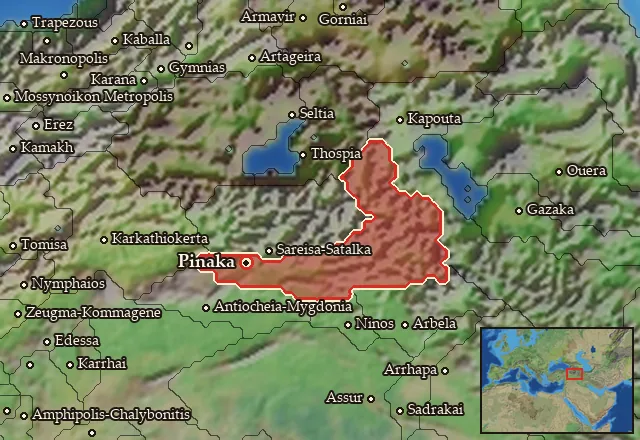 Trapezous
Armavir
Gorniai
Kaballa
Makronopolis
Artageira
Gymnias
Karana
Mossynoikon Metropolis
Seltia
Kapouta
Erez
Kamakh
Thospia
Ouera
Gazaka
Tomisa
Karkathiokerta
Sareisa-Satalka
Pinaka
Nymphaios
Antiocheia-Mygdonia
Zeugma-Kommagene
Ninos
Arbela
Edessa
Karrhai
Arrhapa
Assur
Sadrakai
Amphipolis-Chalybonitis